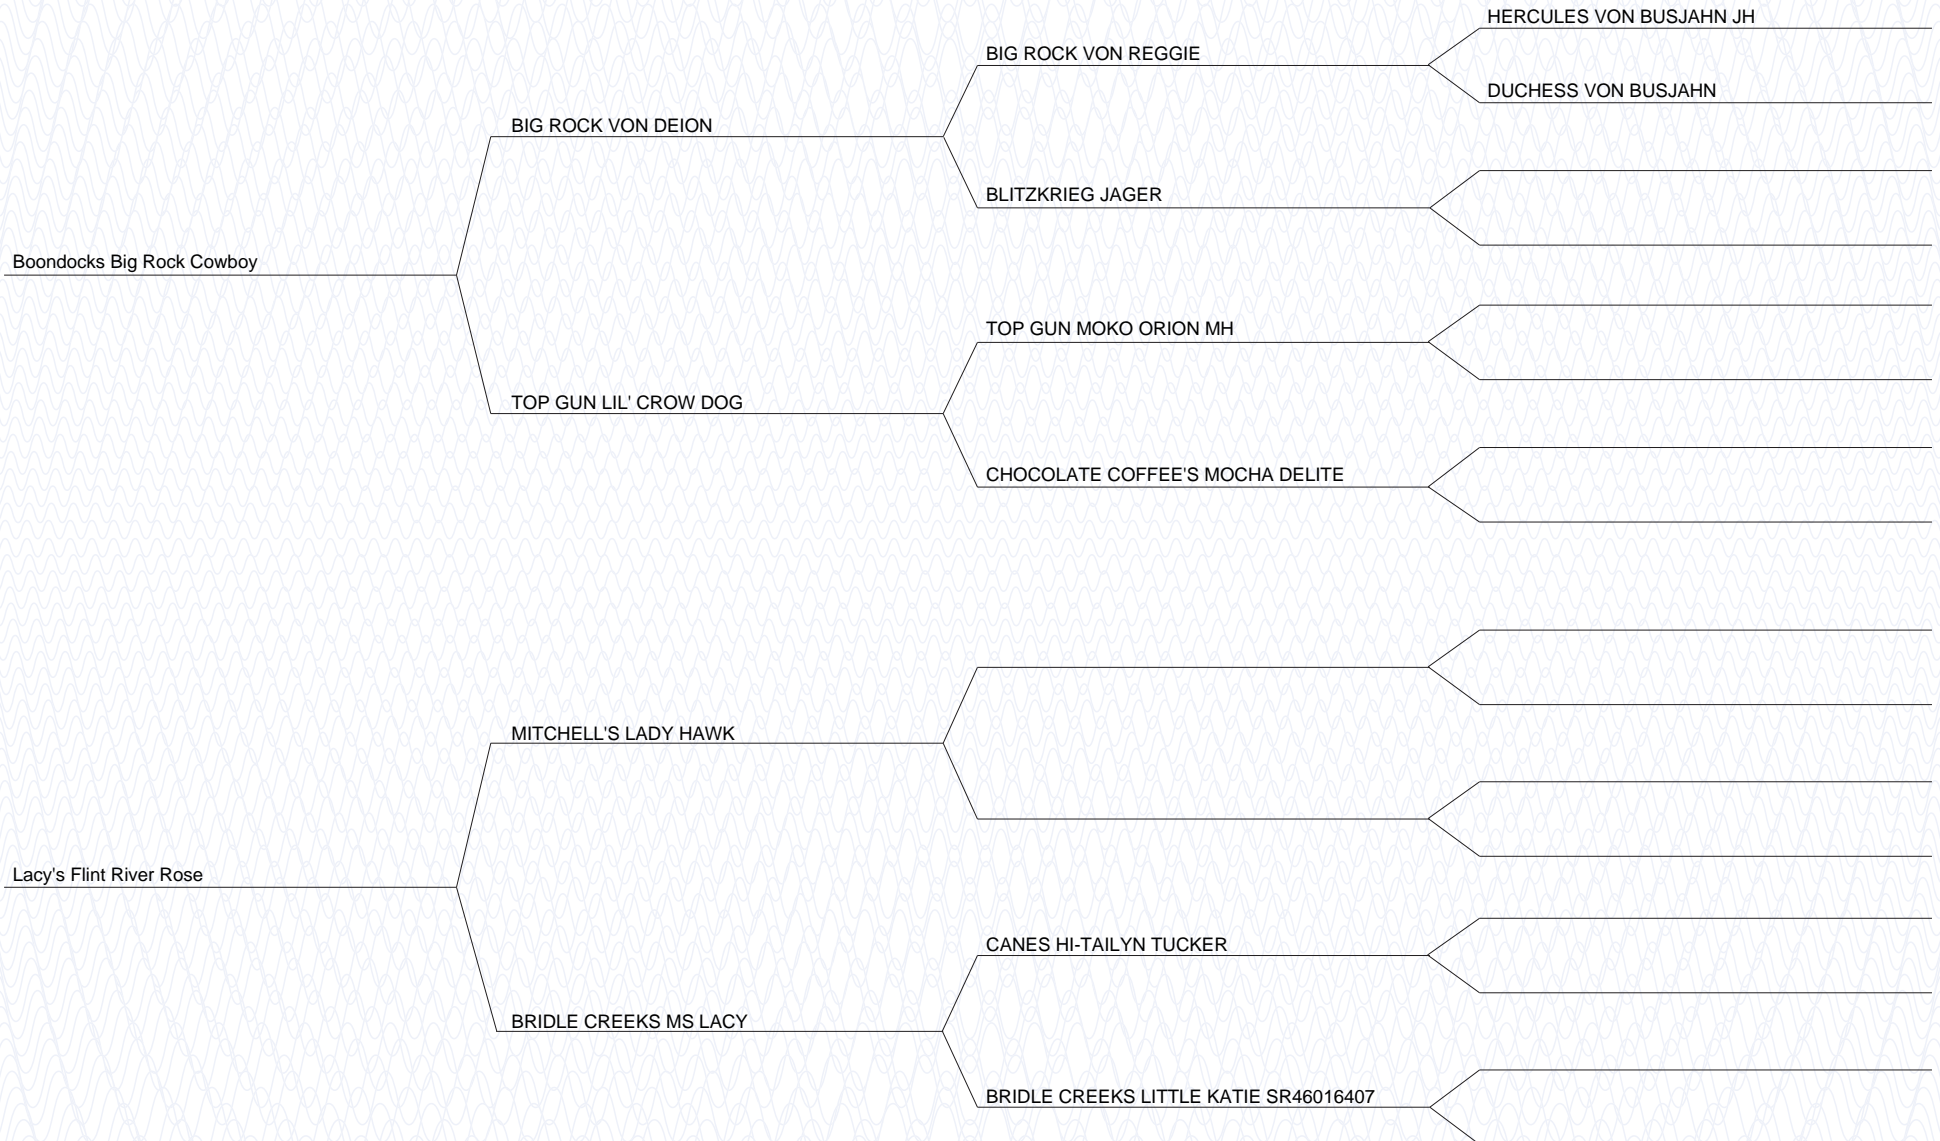 HERCULES VON BUSJAHN JH
BIG ROCK VON REGGIE
DUCHESS VON BUSJAHN
BIG ROCK VON DEION
BLITZKRIEG JAGER
Boondocks Big Rock Cowboy
TOP GUN MOKO ORION MH
TOP GUN LIL' CROW DOG
CHOCOLATE COFFEE'S MOCHA DELITE
MITCHELL'S LADY HAWK
Lacy's Flint River Rose
CANES HI-TAILYN TUCKER
BRIDLE CREEKS MS LACY
BRIDLE CREEKS LITTLE KATIE SR46016407